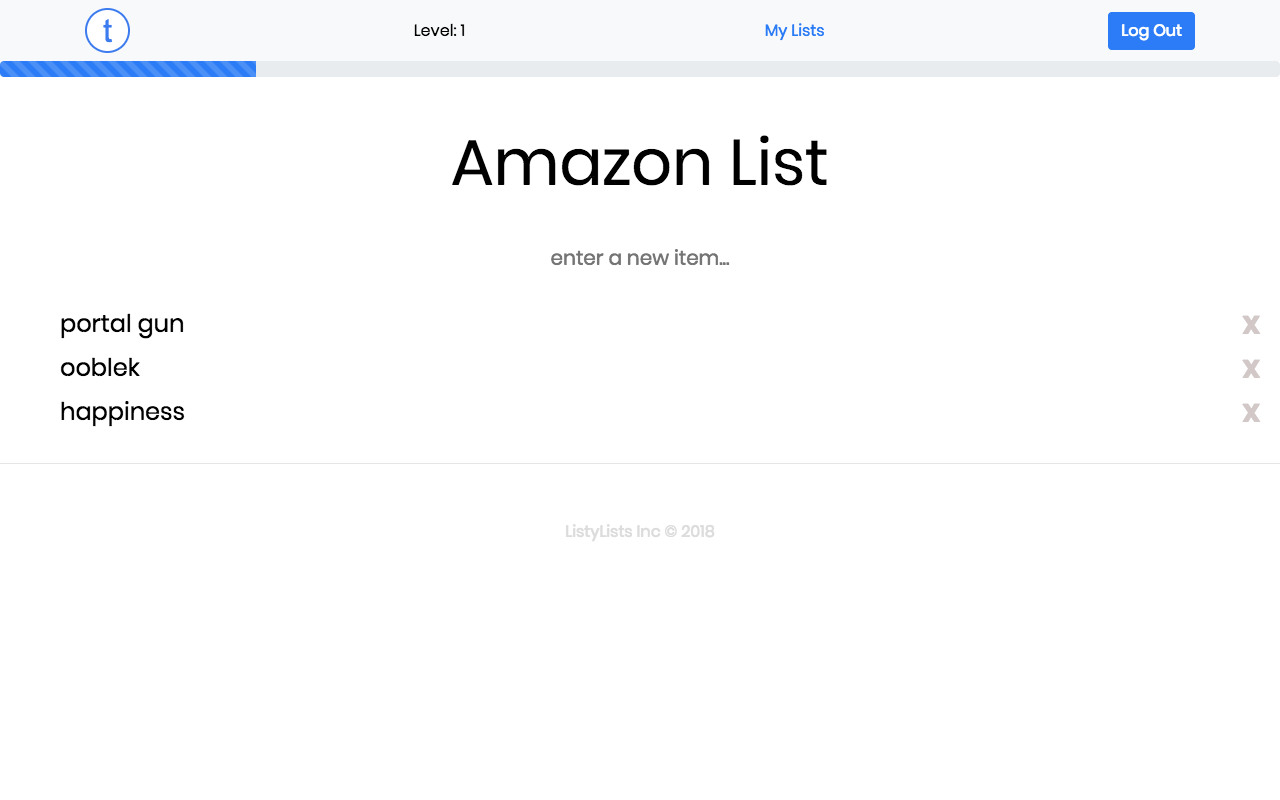 t
Level: 1
My Lists
Log Out
Amazon List
enter a new item...
portal gun
x
ooblek
x
happiness
x
ListyLists Inc © 2018